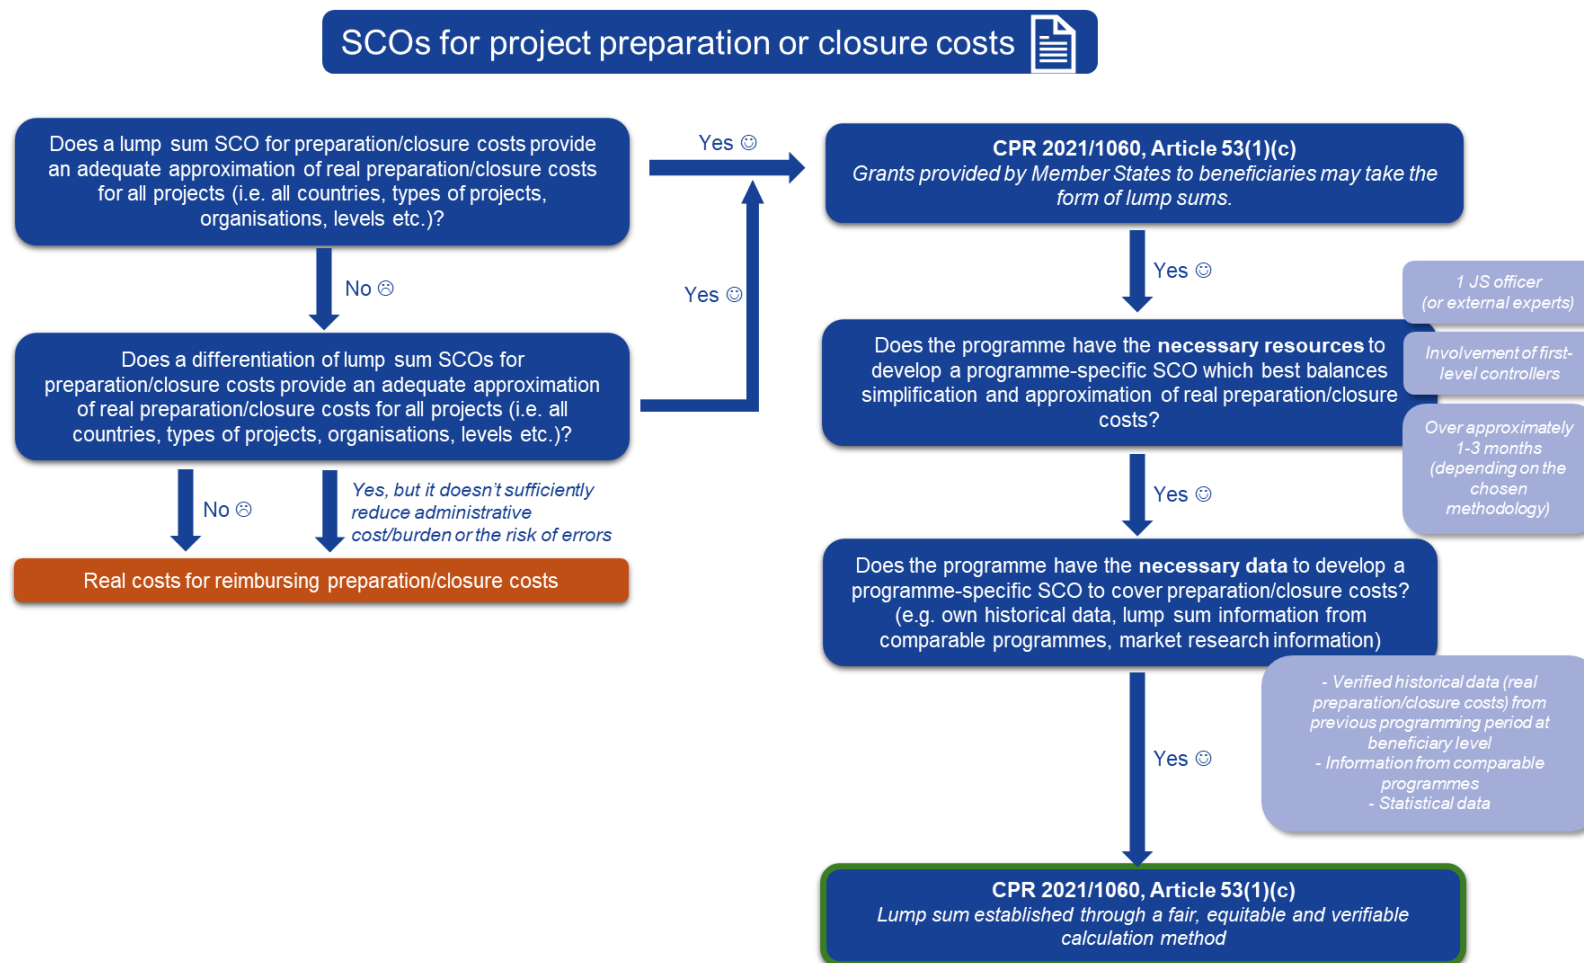 SCOs for project preparation or closure costs
Does a lump sum SCO for preparation/closure costs provide
an adequate approximation of real preparation/closure costs
for all projects (i.e. all countries, types of projects,
organisations, levels etc.)?
Yes ☺
No ☹
Does a differentiation of lump sum SCOs for
preparation/closure costs provide an adequate approximation
of real preparation/closure costs for all projects (i.e. all
countries, types of projects, organisations, levels etc.)?
Yes ☺
No ☹
Yes, but it doesn't sufficiently
reduce administrative
cost/burden or the risk of errors
Real costs for reimbursing preparation/closure costs
CPR 2021/1060, Article 53(1)(c)
Grants provided by Member States to beneficiaries may take the
form of lump sums.
Yes ☺
Does the programme have the necessary resources to
develop a programme-specific SCO which best balances
simplification and approximation of real preparation/closure
costs?
1 JS officer
(or external experts)
Involvement of first-
level controllers
Over approximately
1-3 months
(depending on the
chosen
methodology)
Yes ☺
Does the programme have the necessary data to develop a
programme-specific SCO to cover preparation/closure costs?
(e.g. own historical data, lump sum information from
comparable programmes, market research information)
- Verified historical data (real
preparation/closure costs) from
previous programming period at
beneficiary level
- Information from comparable
programmes
- Statistical data
Yes ☺
CPR 2021/1060, Article 53(1)(c)
Lump sum established through a fair, equitable and verifiable
calculation method